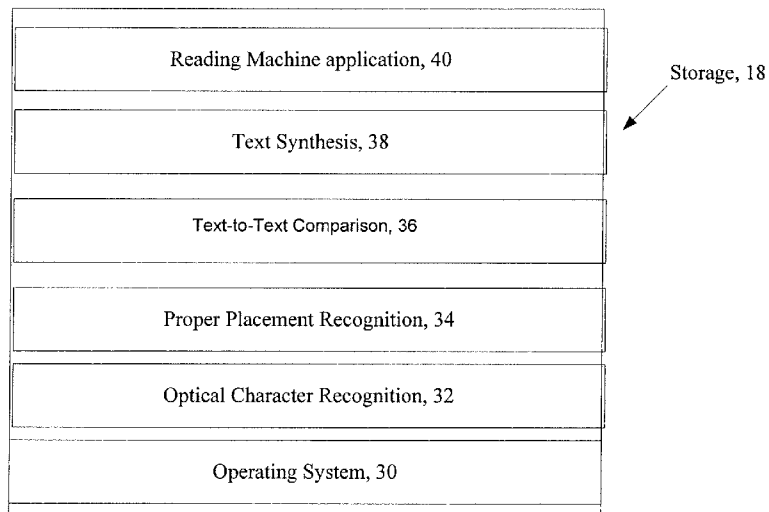 Reading Machine application, 40
Storage, 18
Text Synthesis, 38
Text-to-Text Comparison, 36
Proper Placement Recognition, 34
Optical Character Recognition, 32
Operating System, 30